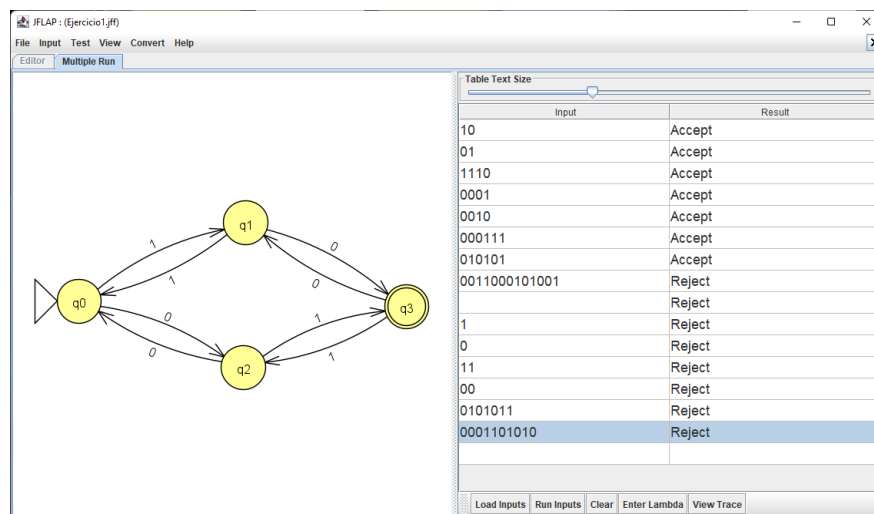 JFLAP : (Ejercicio1.jff)
File Input Test View Convert Help
Editor Multiple Run
Table Text Size
Input Result
10 Accept
01 Accept
1110 Accept
0001 Accept
0010 Accept
000111 Accept
010101 Accept
0011000101001 Reject
Reject
1 Reject
0 Reject
11 Reject
00 Reject
0101011 Reject
0001101010 Reject
q1
1 0
1 0
q0 q3
0 1
0 1
q2
Load Inputs Run Inputs Clear Enter Lambda View Trace